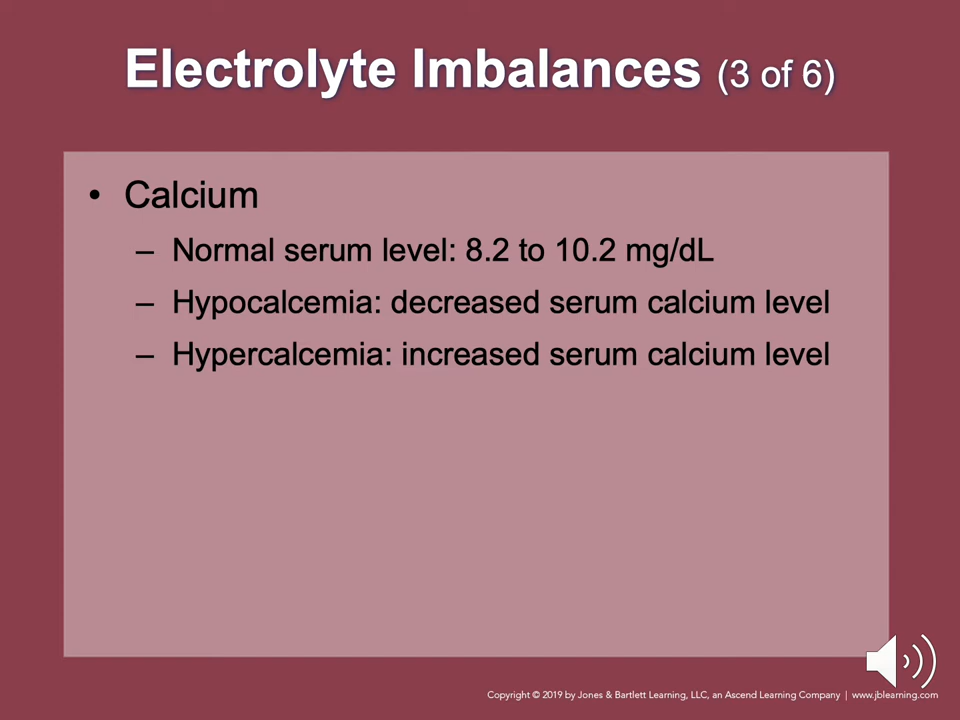 Electrolyte Imbalances (3 of 6)
• Calcium
– Normal serum level: 8.2 to 10.2 mg/dL
– Hypocalcemia: decreased serum calcium level
– Hypercalcemia: increased serum calcium level
Copyright © 2019 by Jones & Bartlett Learning, LLC, an Ascend Learning Company | www.jblearning.com